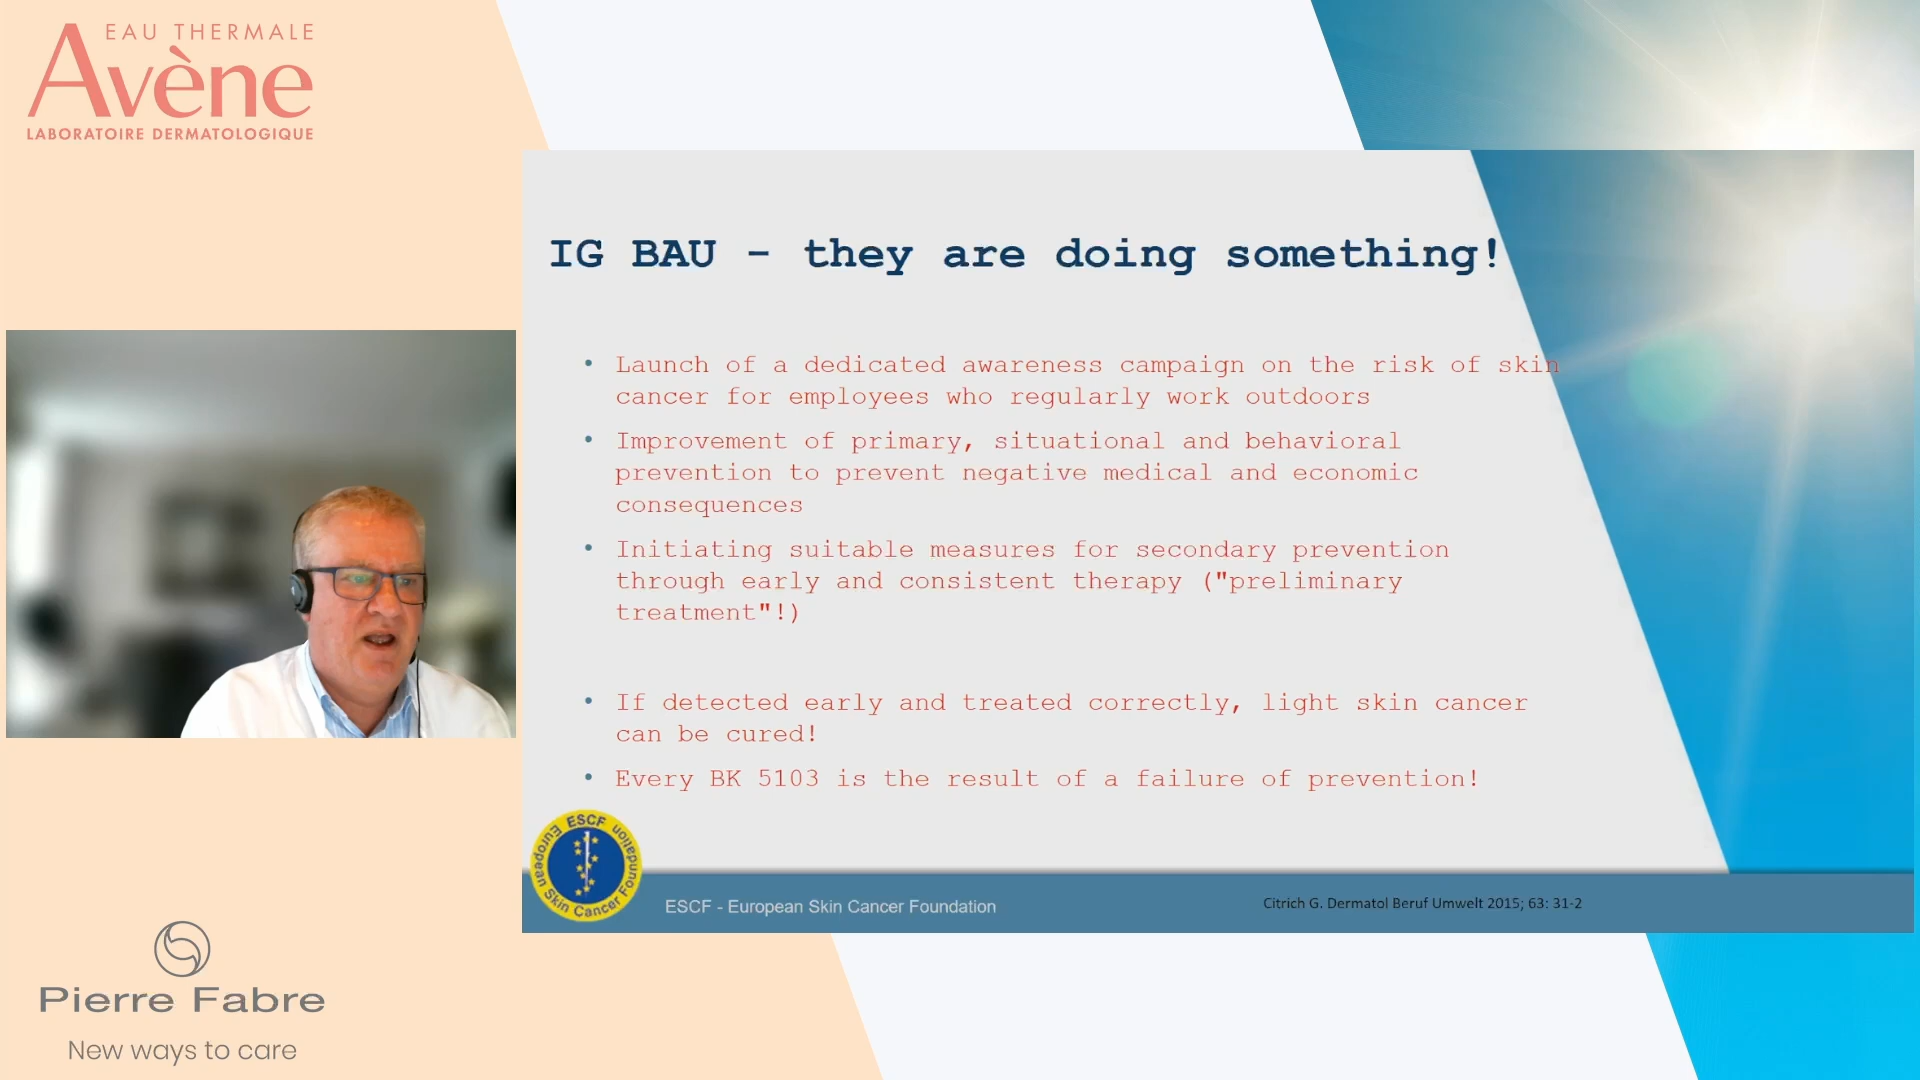 EAU THERMALE
Avène
LABORATOIRE DERMATOLOGIQUE
IG BAU - they are doing something!
• Launch of a dedicated awareness campaign on the risk of skin
cancer for employees who regularly work outdoors
• Improvement of primary, situational and behavioral
prevention to prevent negative medical and economic
consequences
• Initiating suitable measures for secondary prevention
through early and consistent therapy ("preliminary
treatment"!)
• If detected early and treated correctly, light skin cancer
can be cured!
• Every BK 5103 is the result of a failure of prevention!
ESCF
European Skin Cancer Foundation
ESCF - European Skin Cancer Foundation
Citrich G. Dermatol Beruf Umwelt 2015; 63: 31-2
Pierre Fabre
New ways to care